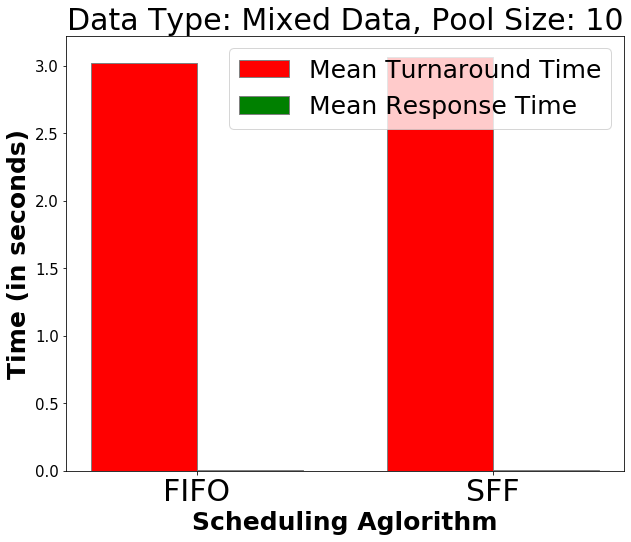 Data Type: Mixed Data, Pool Size: 10
Mean Turnaround Time
Mean Response Time
3.0
2.5
2.0
1.5
1.0
0.5
0.0
Time (in seconds)
FIFO
SFF
Scheduling Aglorithm